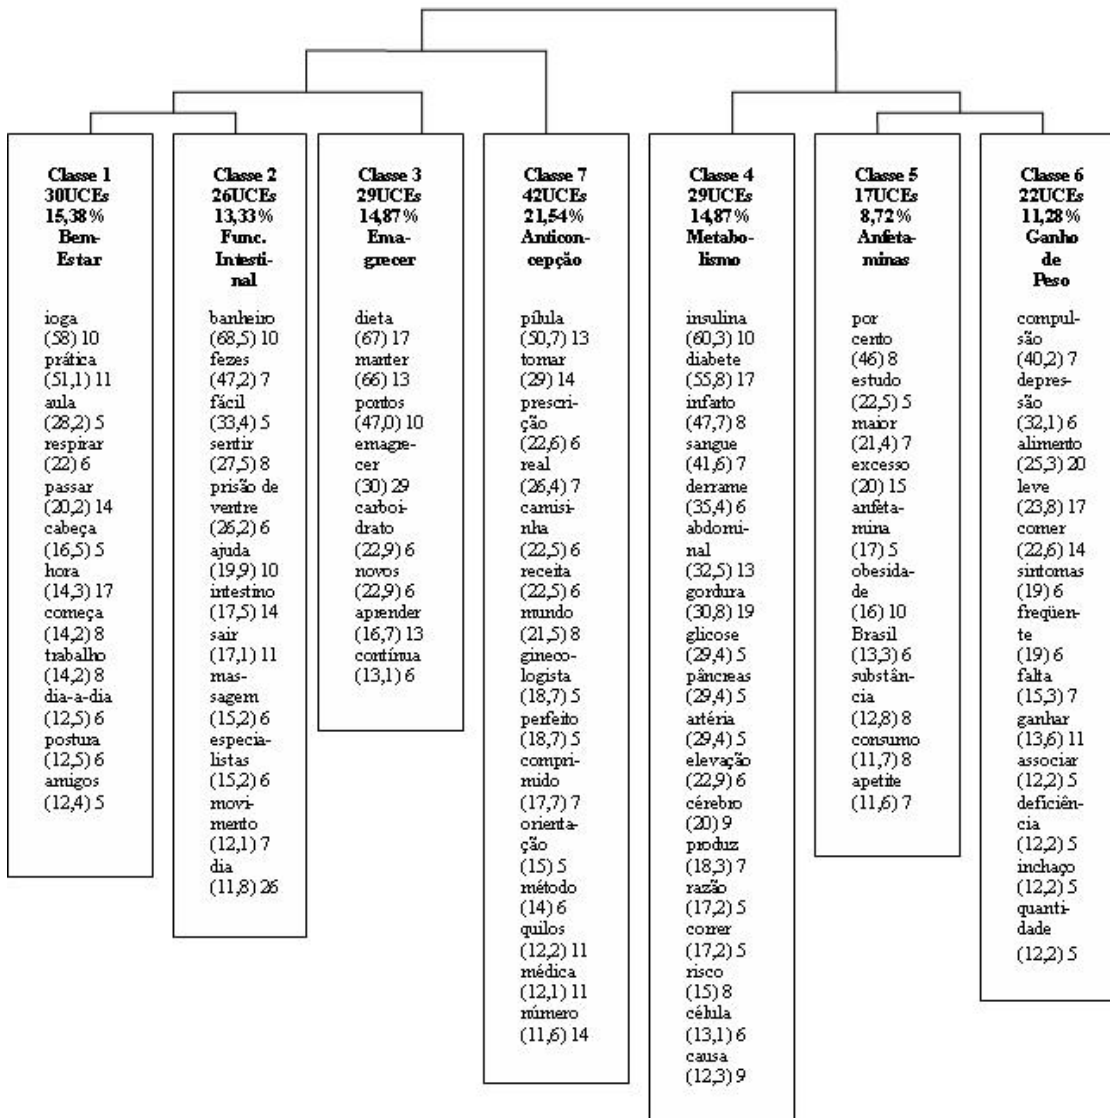 Classe 1
30UCEs
15,38%
Bem-
Estar
ioga
(58) 10
prática
(51,1) 11
aula
(28,2) 5
respirar
(22) 6
passar
(20,2) 14
cabeça
(16,5) 5
hora
(14,3) 17
começa
(14,2) 8
trabalho
(14,2) 8
dia-a-dia
(12,5) 6
postura
(12,5) 6
amigos
(12,4) 5
Classe 2
26UCEs
13,33%
Func.
Intesti-
nal
banheiro
(68,5) 10
fezes
(47,2) 7
fácil
(33,4) 5
sentir
(27,5) 8
prisão de
ventre
(26,2) 6
ajuda
(19,9) 10
intestino
(17,5) 14
sair
(17,1) 11
mas-
sagem
(15,2) 6
especia-
listas
(15,2) 6
movi-
mento
(12,1) 7
dia
(11,8) 26
Classe 3
29UCEs
14,87%
Ema-
grecer
dieta
(67) 17
manter
(66) 13
pontos
(47,0) 10
emagre-
cer
(30) 29
carboi-
drato
(22,9) 6
novos
(22,9) 6
aprender
(16,7) 13
contínua
(13,1) 6
Classe 7
42UCEs
21,54%
Anticon-
cepção
pílula
(50,7) 13
tomar
(29) 14
prescri-
ção
(22,6) 6
real
(26,4) 7
camisi-
nha
(22,5) 6
receita
(22,5) 6
mundo
(21,5) 8
gineco-
logista
(18,7) 5
perfeito
(18,7) 5
compri-
mido
(17,7) 7
orienta-
ção
(15) 5
método
(14) 6
quilos
(12,2) 11
médica
(12,1) 11
número
(11,6) 14
Classe 4
29UCEs
14,87%
Metabo-
lismo
insulina
(60,3) 10
diabete
(55,8) 17
infarto
(47,7) 8
sangue
(41,6) 7
derrame
(35,4) 6
abdomi-
nal
(32,5) 13
gordura
(30,8) 19
glicose
(29,4) 5
pâncreas
(29,4) 5
artéria
(29,4) 5
elevação
(22,9) 6
cérebro
(20) 9
produz
(18,3) 7
razão
(17,2) 5
correr
(17,2) 5
risco
(15) 8
célula
(13,1) 6
causa
(12,3) 9
Classe 5
17UCEs
8,72%
Anfeta-
minas
por
cento
(46) 8
estudo
(22,5) 5
maior
(21,4) 7
excesso
(20) 15
anfeta-
mina
(17) 5
obesida-
de
(16) 10
Brasil
(13,3) 6
substân-
cia
(12,8) 8
consumo
(11,7) 8
apetite
(11,6) 7
Classe 6
22UCEs
11,28%
Ganho
de
Peso
compul-
são
(40,2) 7
depres-
são
(32,1) 6
alimento
(25,3) 20
leve
(23,8) 17
comer
(22,6) 14
sintomas
(19) 6
freqüen-
te
(19) 6
falta
(15,3) 7
ganhar
(13,6) 11
associar
(12,2) 5
deficiên-
cia
(12,2) 5
inchaço
(12,2) 5
quanti-
dade
(12,2) 5